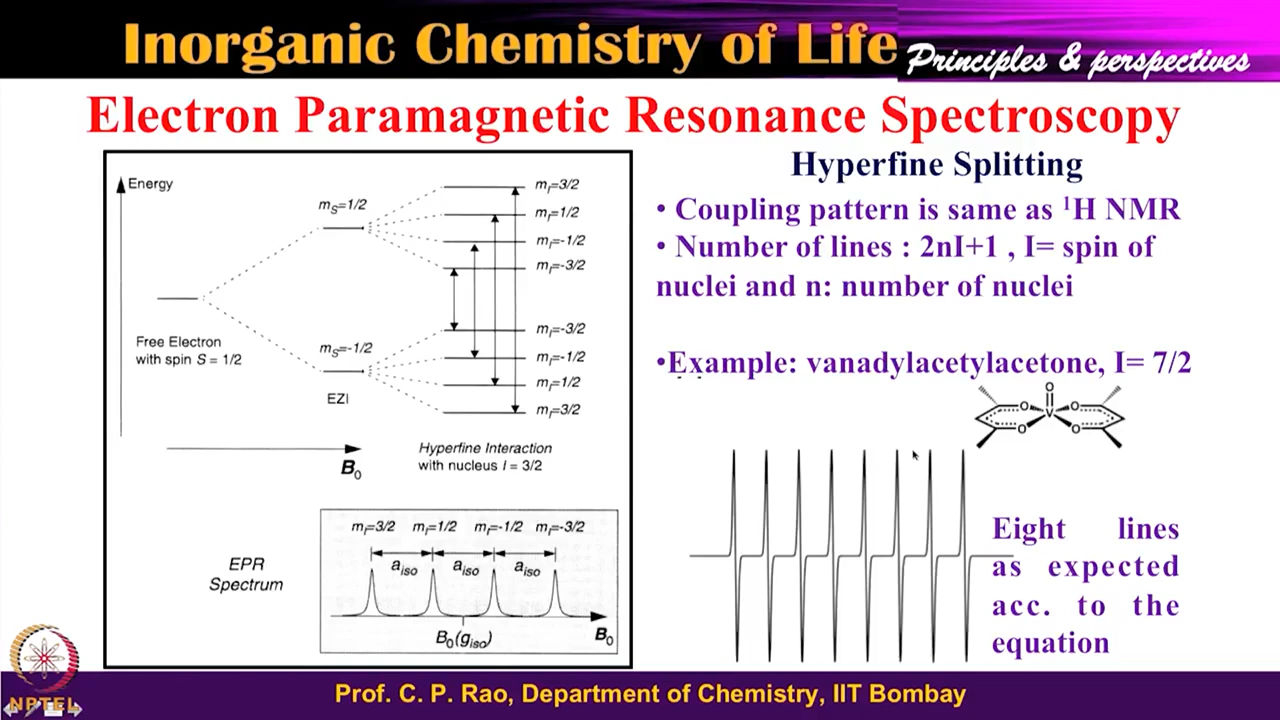 Inorganic Chemistry of Life
Principles & perspectives
Electron Paramagnetic Resonance Spectroscopy
Energy
mS=1/2
mI=3/2
mI=1/2
mI=-1/2
mI=-3/2
Free Electron
with spin S = 1/2
mS=-1/2
EZI
mI=-3/2
mI=-1/2
mI=1/2
mI=3/2
B0
Hyperfine Interaction
with nucleus I = 3/2
EPR
Spectrum
mI=3/2 mI=1/2 mI=-1/2 mI=-3/2
aiso aiso aiso
B0(giso)
B0
Hyperfine Splitting
• Coupling pattern is same as ¹H NMR
• Number of lines : 2nI+1 , I= spin of
nuclei and n: number of nuclei
•Example: vanadylacetylacetone, I= 7/2
O
O V O
O O
Eight lines
as expected
acc. to the
equation
NPTEL
Prof. C. P. Rao, Department of Chemistry, IIT Bombay